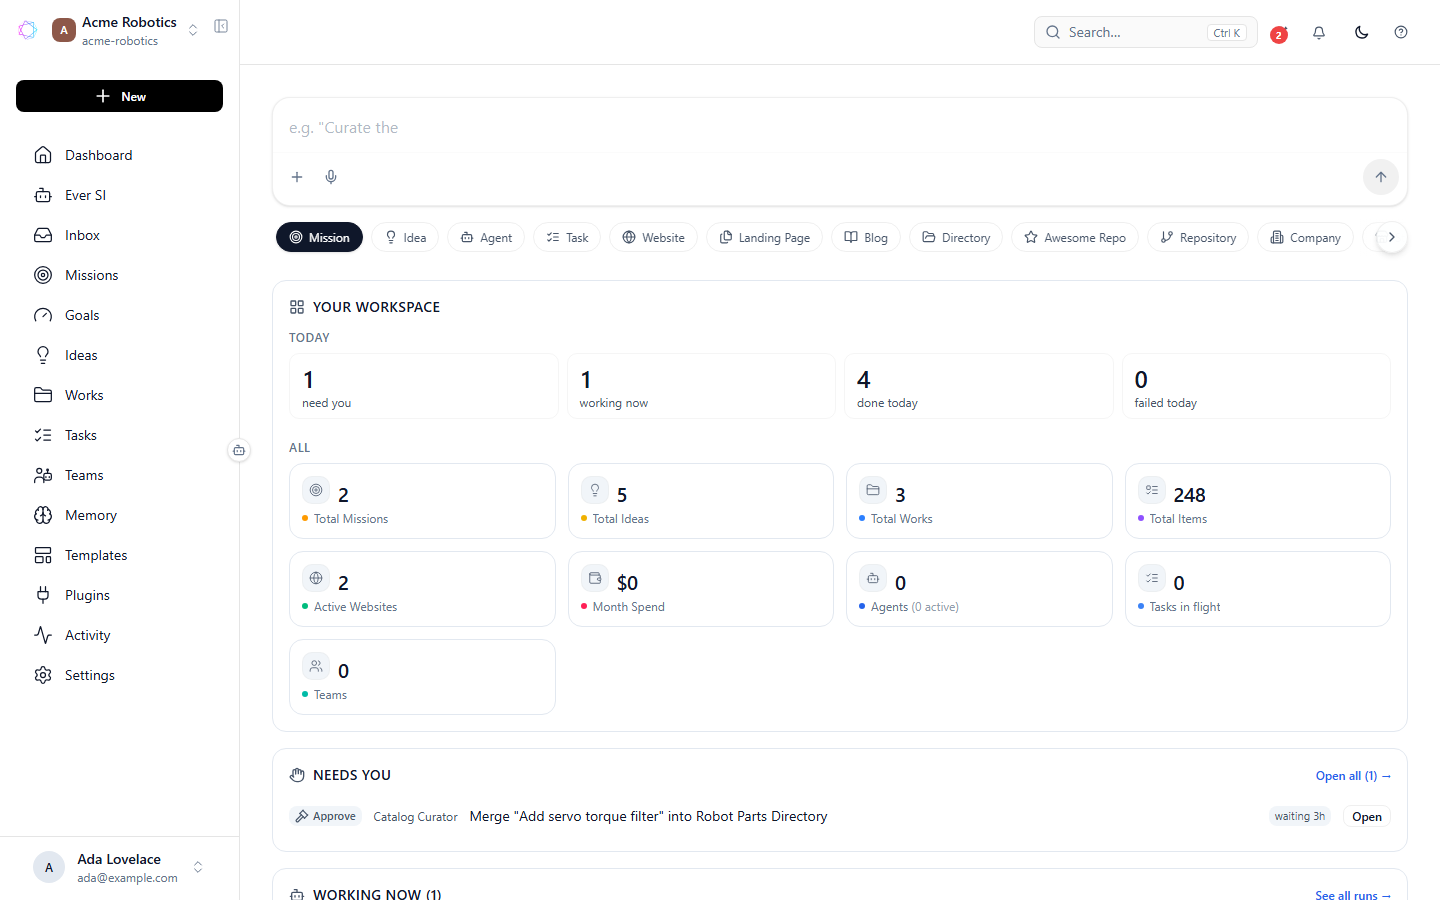 Acme Robotics
acme-robotics
Search...
Ctrl K
2
A
New
Dashboard
Ever SI
Inbox
Missions
Goals
Ideas
Works
Tasks
Teams
Memory
Templates
Plugins
Activity
Settings
A
Ada Lovelace
ada@example.com
e.g. "Curate the
Mission
Idea
Agent
Task
Website
Landing Page
Blog
Directory
Awesome Repo
Repository
Company
YOUR WORKSPACE
TODAY
1
need you
1
working now
4
done today
0
failed today
ALL
2
Total Missions
5
Total Ideas
3
Total Works
248
Total Items
2
Active Websites
$0
Month Spend
0
Agents (0 active)
0
Tasks in flight
0
Teams
NEEDS YOU
Open all (1) →
Approve
Catalog Curator
Merge "Add servo torque filter" into Robot Parts Directory
waiting 3h
Open
WORKING NOW (1)
See all runs →